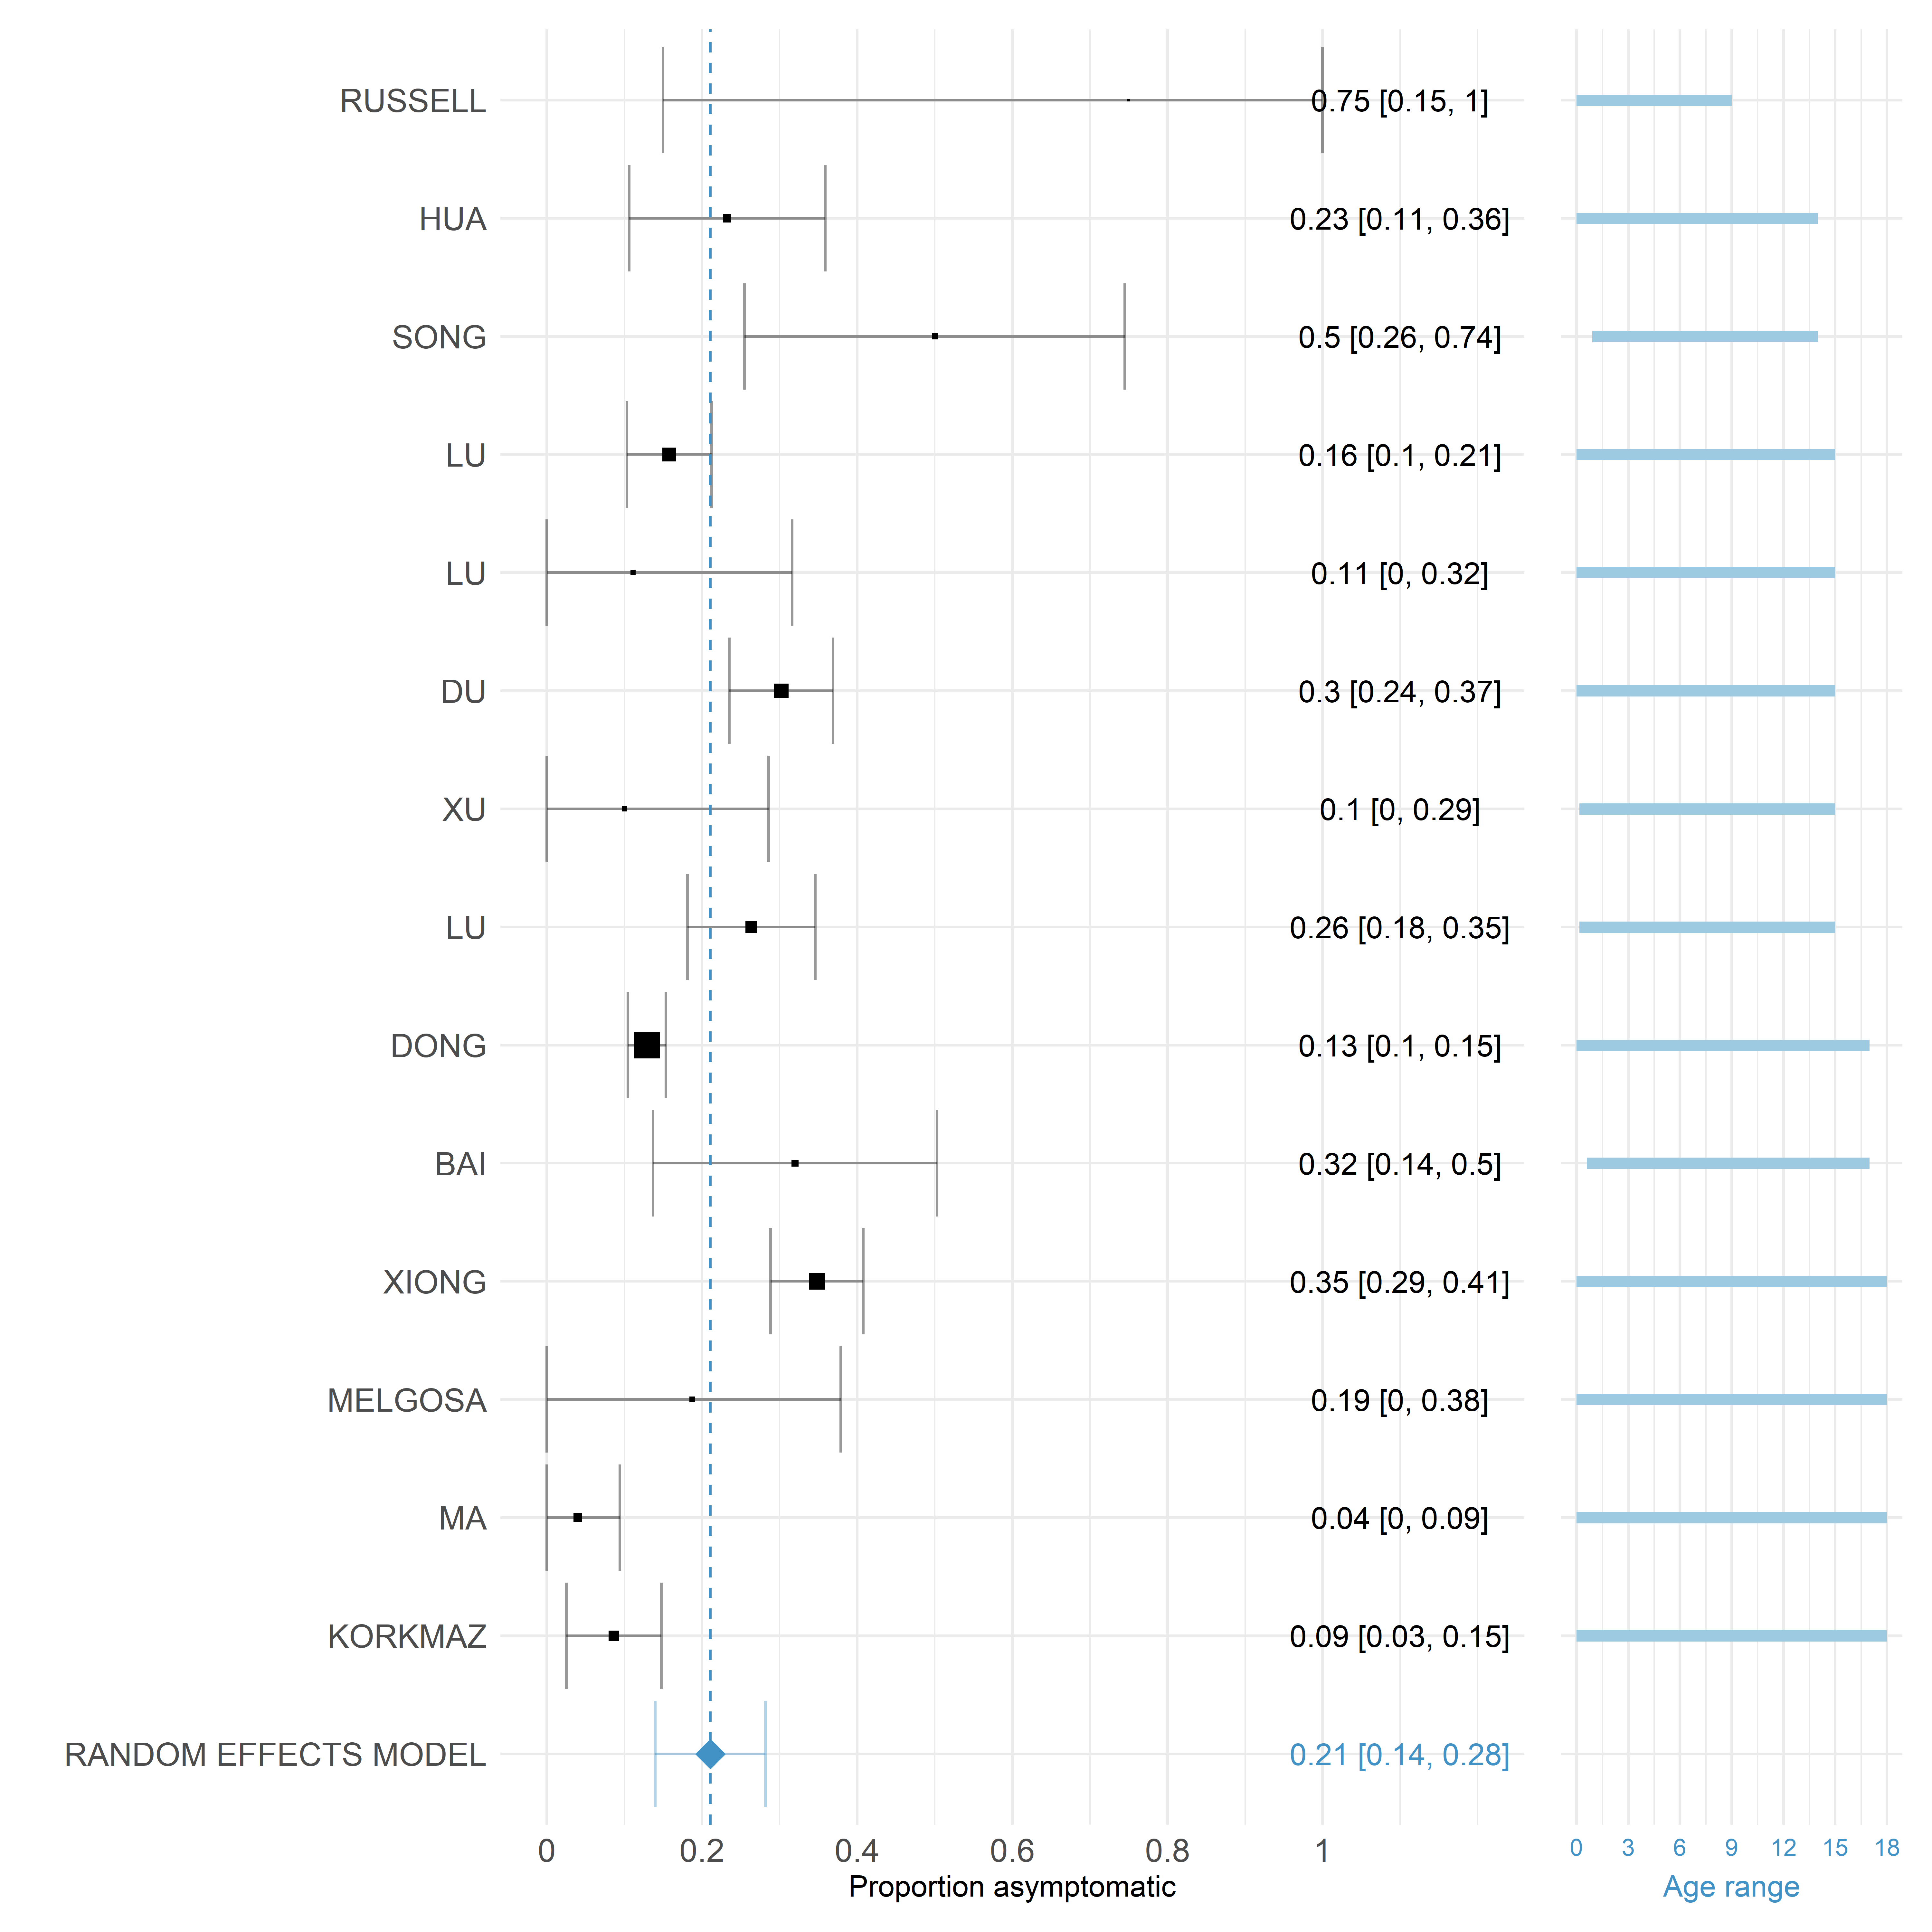 RUSSELL 0.75 [0.15, 1]
HUA 0.23 [0.11, 0.36]
SONG 0.5 [0.26, 0.74]
LU 0.16 [0.1, 0.21]
LU 0.11 [0, 0.32]
DU 0.3 [0.24, 0.37]
XU 0.1 [0, 0.29]
LU 0.26 [0.18, 0.35]
DONG 0.13 [0.1, 0.15]
BAI 0.32 [0.14, 0.5]
XIONG 0.35 [0.29, 0.41]
MELGOSA 0.19 [0, 0.38]
MA 0.04 [0, 0.09]
KORKMAZ 0.09 [0.03, 0.15]
RANDOM EFFECTS MODEL 0.21 [0.14, 0.28]
0 0.2 0.4 0.6 0.8 1 0 3 6 9 12 15 18
Proportion asymptomatic Age range